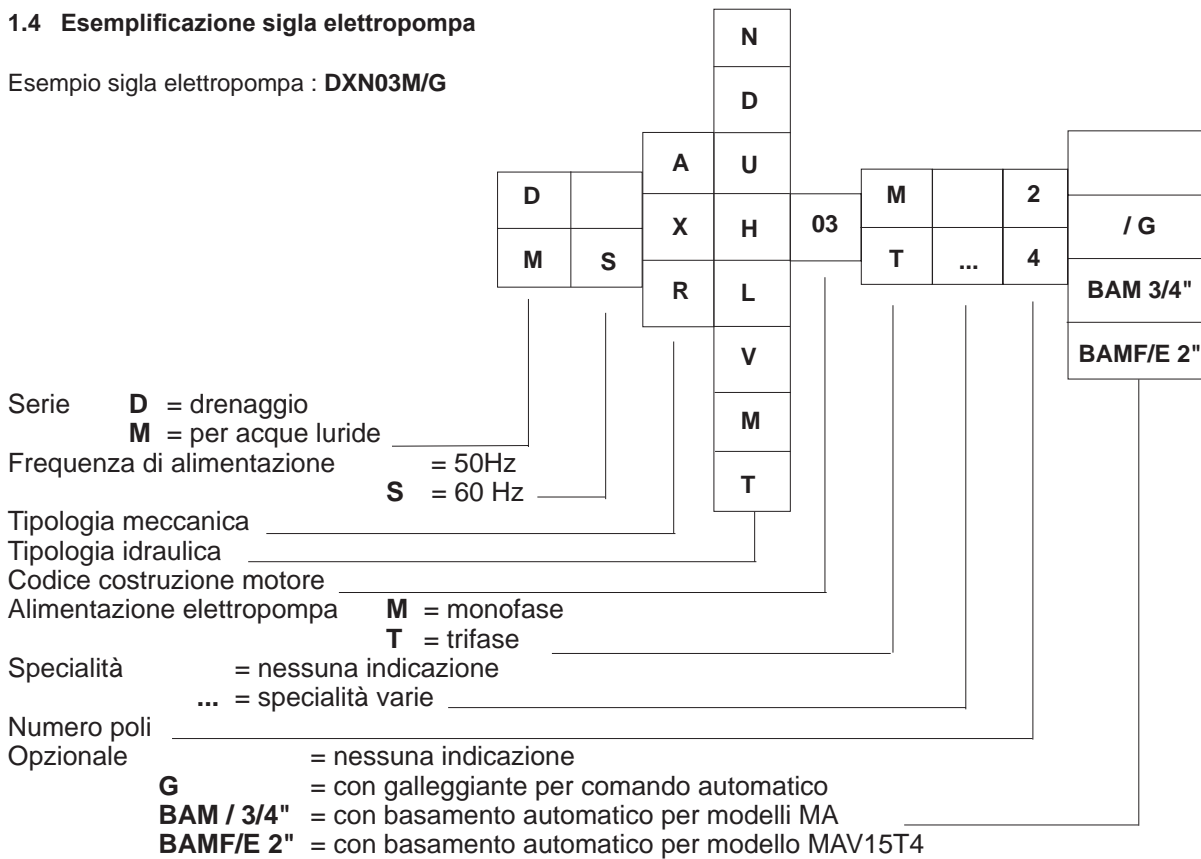 1.4 Esemplificazione sigla elettropompa
Esempio sigla elettropompa : DXN03M/G
N
D
A U
D M 2
X H 03 / G
M S T ... 4
R L BAM 3/4"
V BAMF/E 2"
M
T
Serie D = drenaggio
M = per acque luride
Frequenza di alimentazione = 50Hz
S = 60 Hz
Tipologia meccanica
Tipologia idraulica
Codice costruzione motore
Alimentazione elettropompa M = monofase
T = trifase
Specialità = nessuna indicazione
... = specialità varie
Numero poli
Opzionale = nessuna indicazione
G = con galleggiante per comando automatico
BAM / 3/4" = con basamento automatico per modelli MA
BAMF/E 2" = con basamento automatico per modello MAV15T4